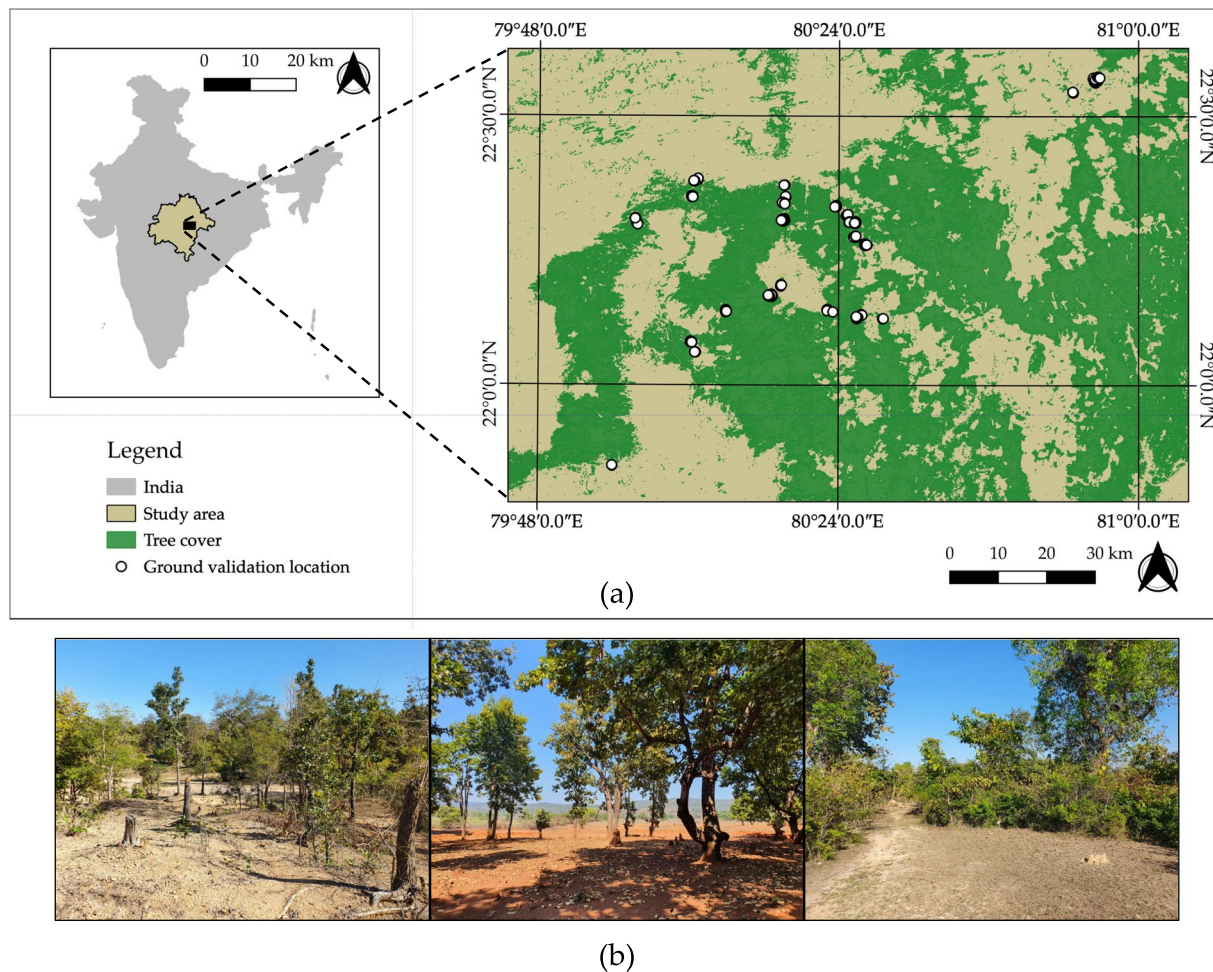 79°48′0.0″E 80°24′0.0″E 81°0′0.0″E
0 10 20 km
22°30′0.0″N
22°30′0.0″N
22°0′0.0″N
22°0′0.0″N
Legend
India
Study area
Tree cover
Ground validation location
79°48′0.0″E 80°24′0.0″E 81°0′0.0″E
0 10 20 30 km
(a)
(b)